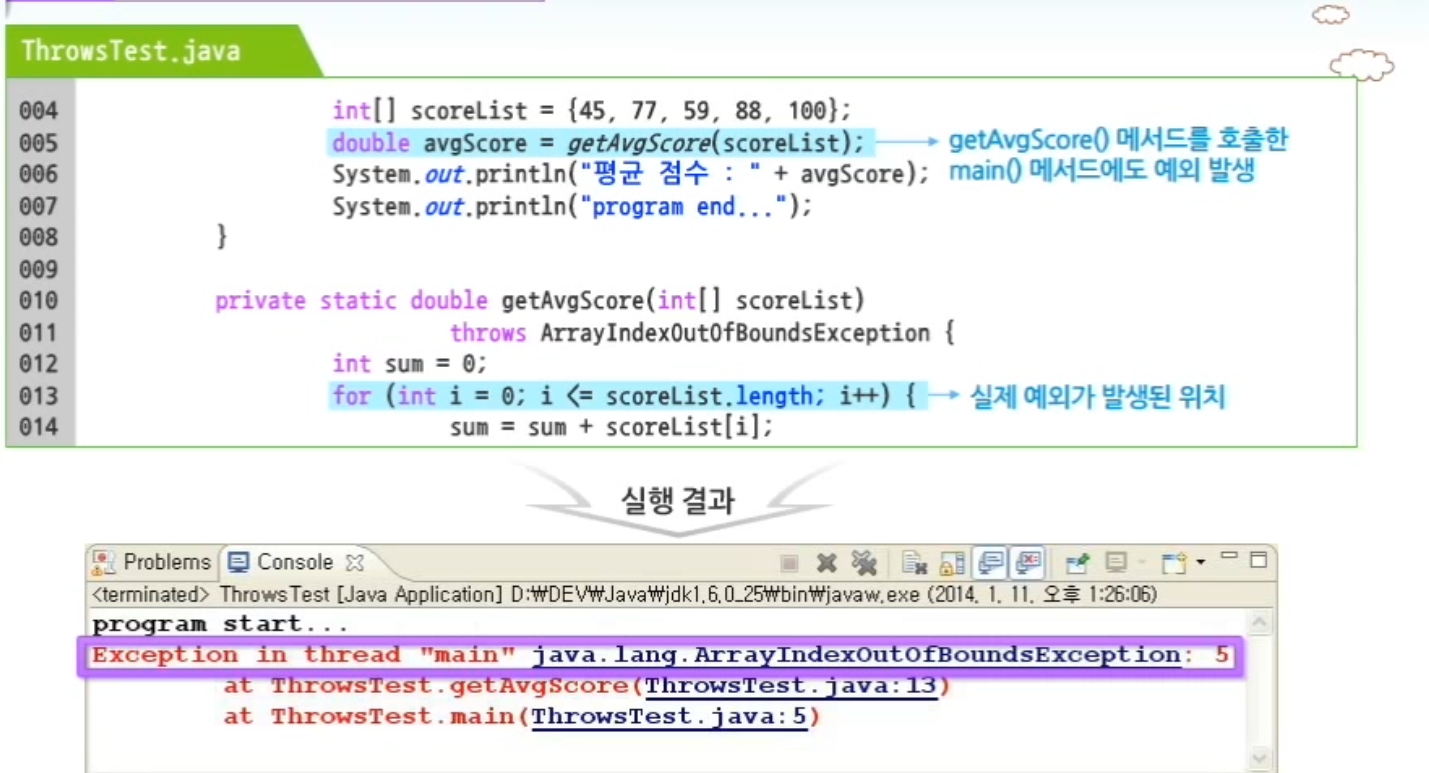 ThrowsTest.java
004 int[] scoreList = {45, 77, 59, 88, 100};
005 double avgScore = getAvgScore(scoreList); getAvgScore() 메서드를 호출한
006 System.out.println("평균 점수 : " + avgScore); main() 메서드에도 예외 발생
007 System.out.println("program end...");
008 }
009
010 private static double getAvgScore(int[] scoreList)
011 throws ArrayIndexOutOfBoundsException {
012 int sum = 0;
013 for (int i = 0; i <= scoreList.length; i++) { 실제 예외가 발생된 위치
014 sum = sum + scoreList[i];
실행 결과
Problems Console
<terminated> ThrowsTest [Java Application] D:₩DEV₩Java₩jdk1,6,0_25₩bin₩javaw,exe (2014, 1, 11, 오후 1:26:06)
program start...
Exception in thread "main" java.lang.ArrayIndexOutOfBoundsException: 5
at ThrowsTest.getAvgScore(ThrowsTest.java:13)
at ThrowsTest.main(ThrowsTest.java:5)